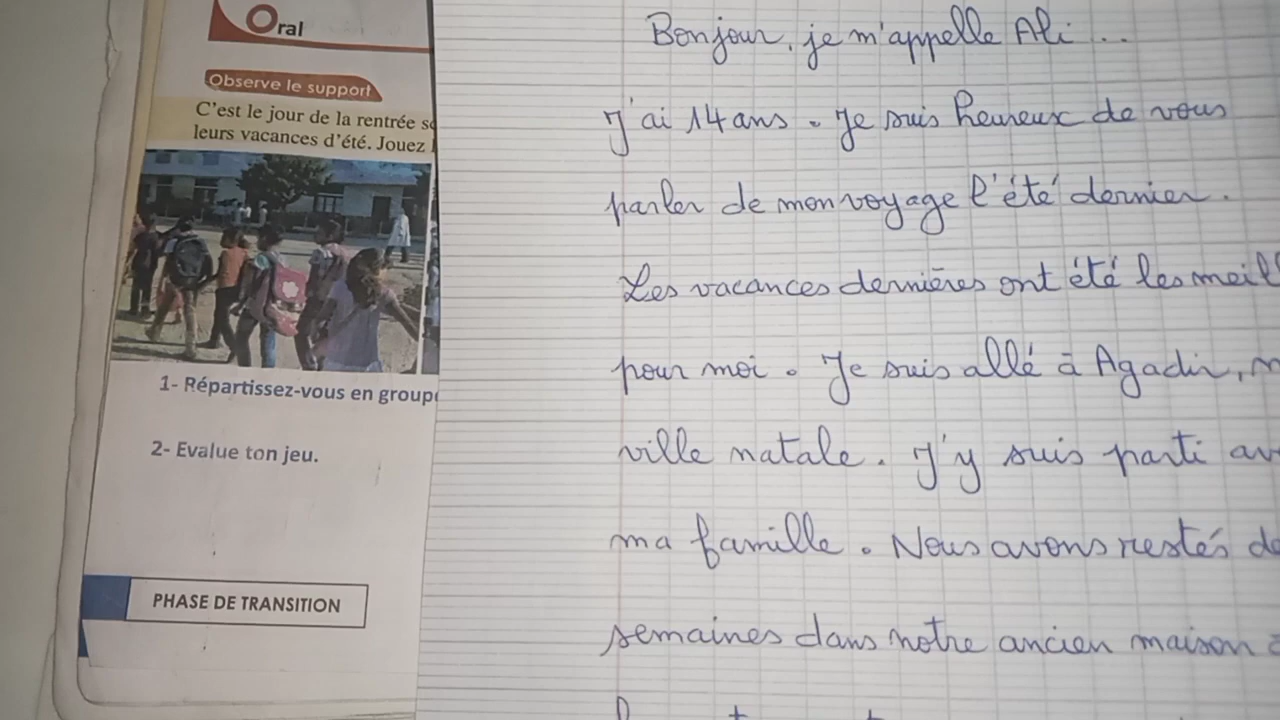 Oral
Observe le support
C'est le jour de la rentrée
leurs vacances d'été. Jouez
1- Répartissez-vous en group
2- Evalue ton jeu.
PHASE DE TRANSITION
Bonjour, je m'appelle Ali ...
J'ai 14 ans. Je suis heureux de vous
parler de mon voyage l'été dernier.
Les vacances dernières ont été les meil
pour moi. Je suis allé à Agadir,
ville natale. J'y suis parti av
ma famille. Nous avons restés de
semaines dans notre ancien maison